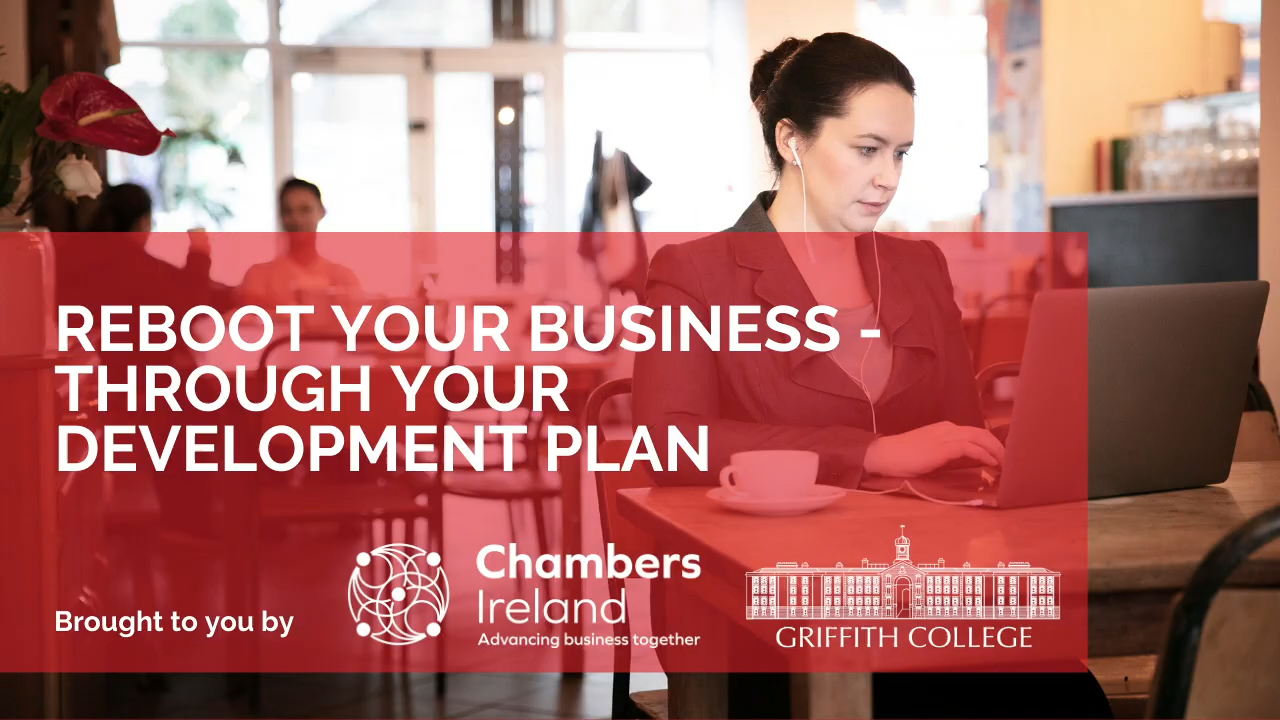 REBOOT YOUR BUSINESS -
THROUGH YOUR
DEVELOPMENT PLAN
Brought to you by
Chambers
Ireland
Advancing business together
GRIFFITH COLLEGE